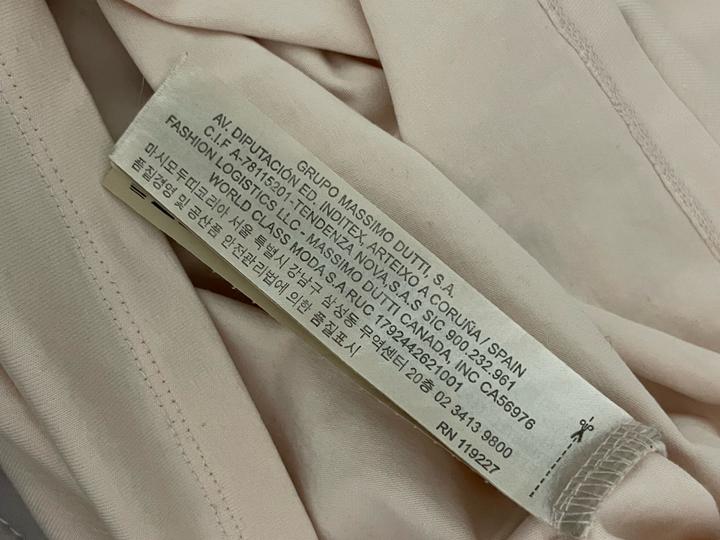 GRUPO MASSIMO DUTTI, S.A.
AV. DIPUTACIÓN ED. INDITEX, ARTEIXO A CORUÑA / SPAIN
C.I.F A-78115201-TENDENZA NOVA,S.A.S SIC 900.232.961
FASHION LOGISTICS LLC - MASSIMO DUTTI CANADA, INC CA56976
WORLD CLASS MODA S.A RUC 1792442621001
마시모두띠코리아 서울 특별시 강남구 삼성동 무역센터 20층 02 3413 9800
품질경영 및 공산품 안전관리법에 의한 품질표시
RN 119227